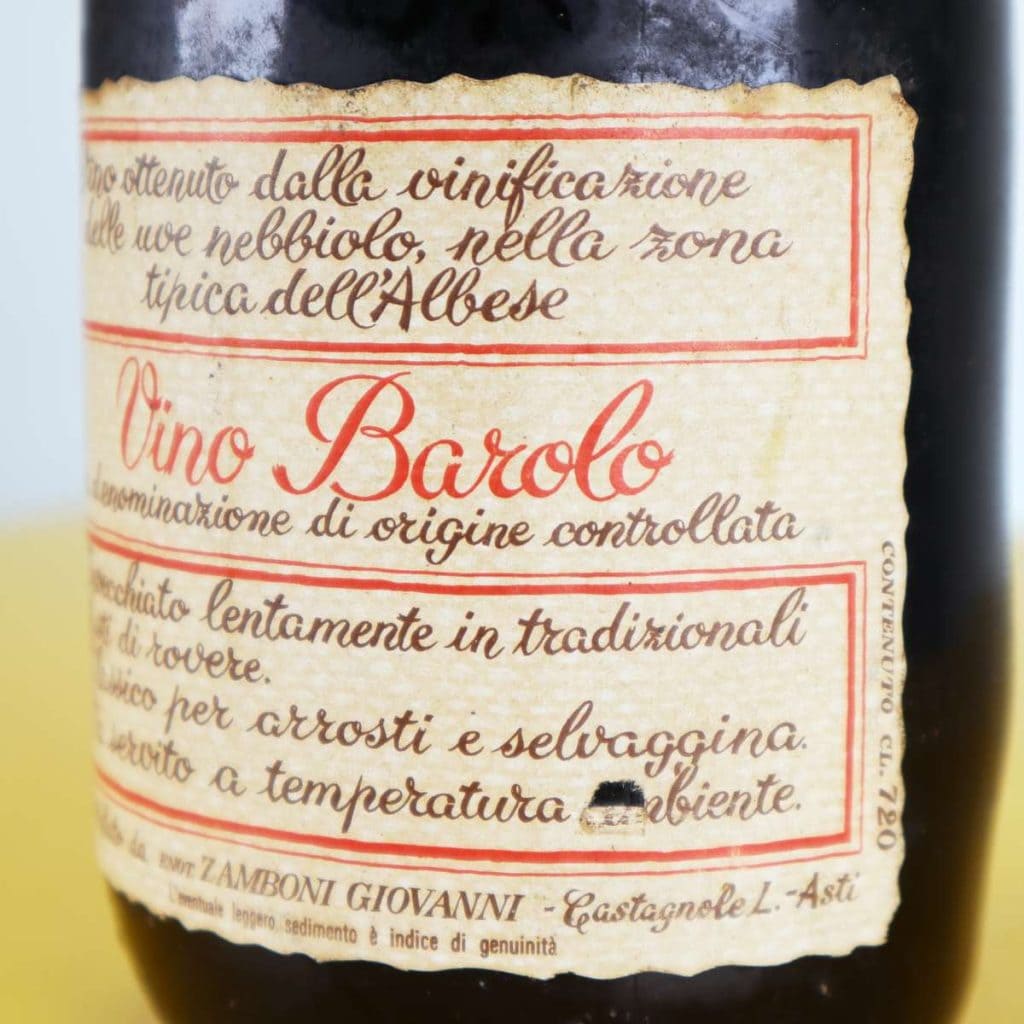 ottenuto dalla vinificazione
delle uve nebbiolo, nella zona
tipica dell'Albese
Vino Barolo
denominazione di origine controllata
lentamente in tradizionali
di rovere.
per arrosti e selvaggina.
servito a temperatura
da ENOT. ZAMBONI GIOVANNI - Castagnole L. - Asti
L'eventuale leggero sedimento è indice di genuinità
CONTENUTO CL. 720